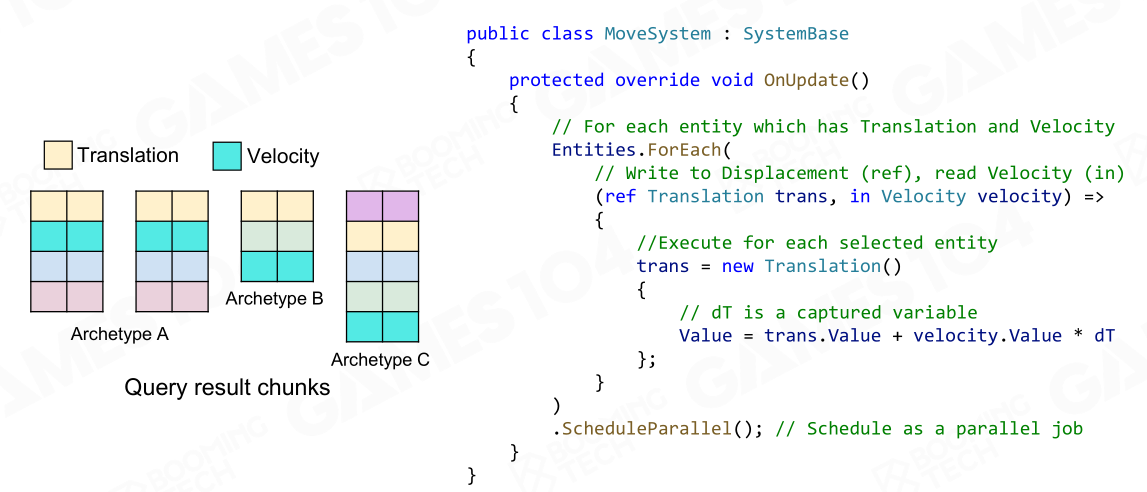 Translation
Velocity
Archetype A
Archetype B
Archetype C
Query result chunks
public class MoveSystem : SystemBase
{
protected override void OnUpdate()
{
// For each entity which has Translation and Velocity
Entities.ForEach(
// Write to Displacement (ref), read Velocity (in)
(ref Translation trans, in Velocity velocity) =>
{
//Execute for each selected entity
trans = new Translation()
{
// dT is a captured variable
Value = trans.Value + velocity.Value * dT
};
}
)
.ScheduleParallel(); // Schedule as a parallel job
}
}
GAMES104
BOOMING
TECH